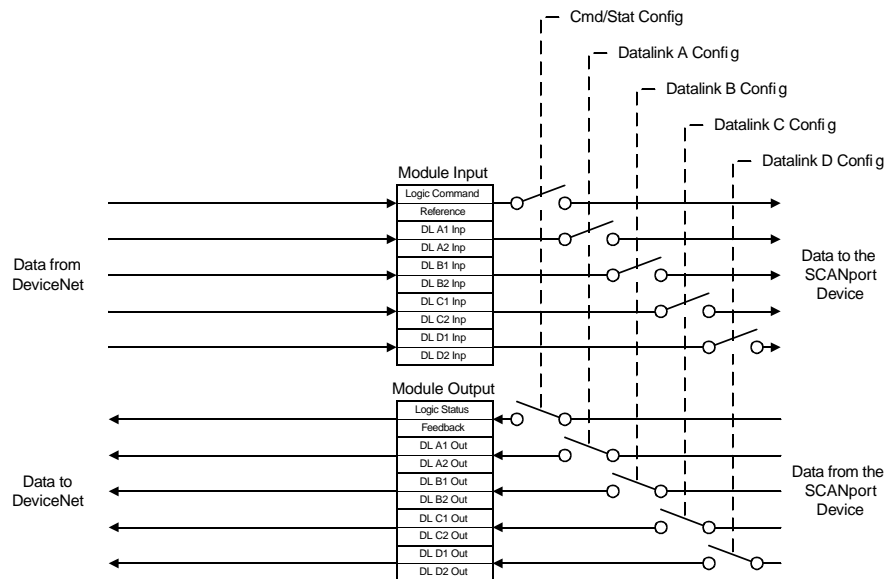 Cmd/Stat Config
Datalink A Config
Datalink B Config
Datalink C Config
Datalink D Config
Module Input
Logic Command
Reference
DL A1 Inp
DL A2 Inp
DL B1 Inp
DL B2 Inp
DL C1 Inp
DL C2 Inp
DL D1 Inp
DL D2 Inp
Data from
DeviceNet
Data to the
SCANport
Device
Module Output
Logic Status
Feedback
DL A1 Out
DL A2 Out
DL B1 Out
DL B2 Out
DL C1 Out
DL C2 Out
DL D1 Out
DL D2 Out
Data to
DeviceNet
Data from the
SCANport
Device